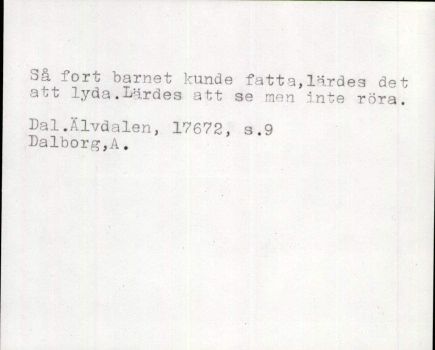 Så fort barnet kunde fatta,lärdes det
att lyda.Lärdes att se men inte röra.
Dal.Älvdalen, 17672, s.9
Dalborg,A.